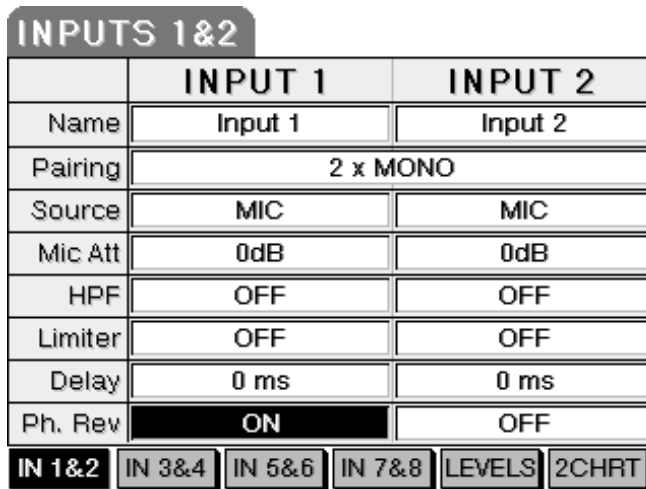 INPUTS 1&2
INPUT 1 INPUT 2
Name Input 1 Input 2
Pairing 2 x MONO
Source MIC MIC
Mic Att 0dB 0dB
HPF OFF OFF
Limiter OFF OFF
Delay 0 ms 0 ms
Ph. Rev ON OFF
IN 1&2 IN 3&4 IN 5&6 IN 7&8 LEVELS 2CHRT